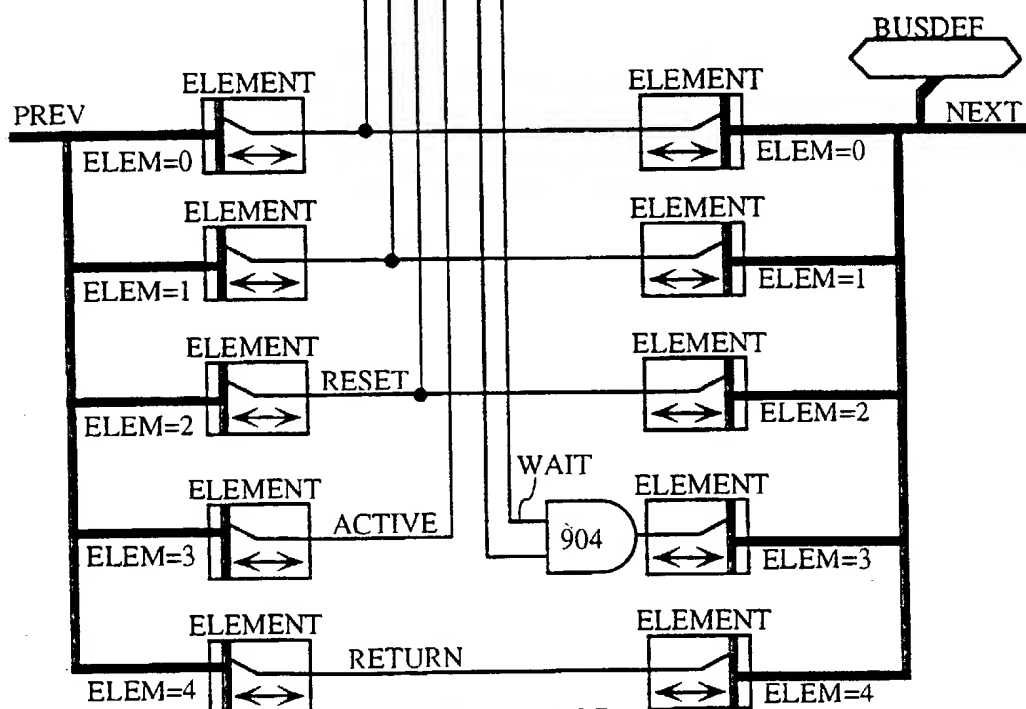 BUSDEF
ELEMENT ELEMENT
PREV NEXT
ELEM=0 ELEM=0
ELEMENT ELEMENT
ELEM=1 ELEM=1
ELEMENT ELEMENT
RESET
ELEM=2 ELEM=2
WAIT
ELEMENT ELEMENT
ACTIVE 904
ELEM=3 ELEM=3
ELEMENT ELEMENT
RETURN
ELEM=4 ELEM=4